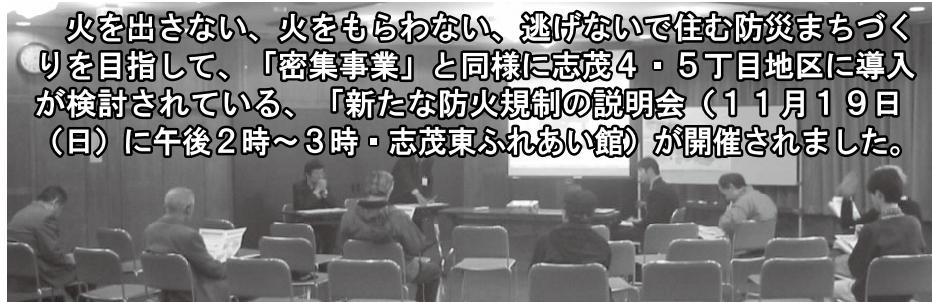 火を出さない、火をもらわない、逃げないで住む防災まちづく
りを目指して、「密集事業」と同様に志茂４・５丁目地区に導入
が検討されている、「新たな防火規制の説明会（１１月１９日
（日）に午後２時～３時・志茂東ふれあい館）が開催されました。